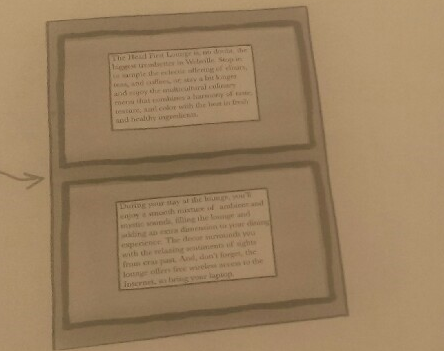 The Head First Lounge is, no doubt, the
biggest trendsetter in Webville. Stop in
to sample the eclectic offering of elixirs,
teas, and coffees, or, stay a bit longer
and enjoy the multicultural culinary
menu that combines a harmony of taste,
texture, and color with the best in fresh
and healthy ingredients.
During your stay at the lounge, you'll
enjoy a smooth mixture of ambient and
mystic sounds, filling the lounge and
adding an extra dimension to your dining
experience. The décor surrounds you
with the relaxing sentiments of sights
from eras past. And, don't forget, the
lounge offers free wireless access to the
Internet, so bring your laptop.